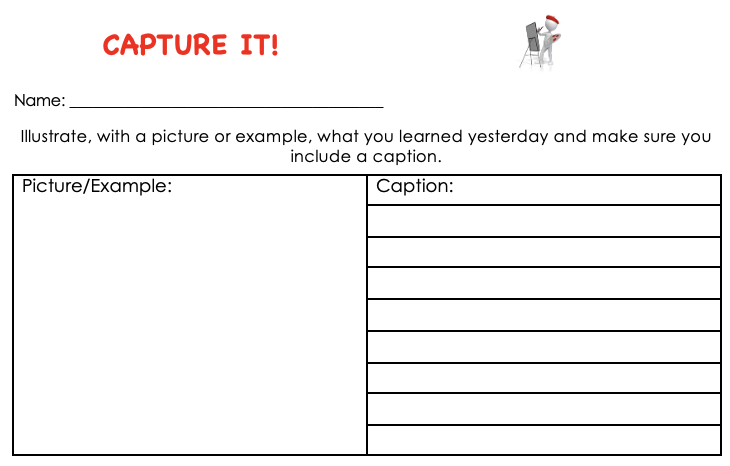 CAPTURE IT!
Name: ___________________________________
Illustrate, with a picture or example, what you learned yesterday and make sure you
include a caption.
Picture/Example:
Caption: